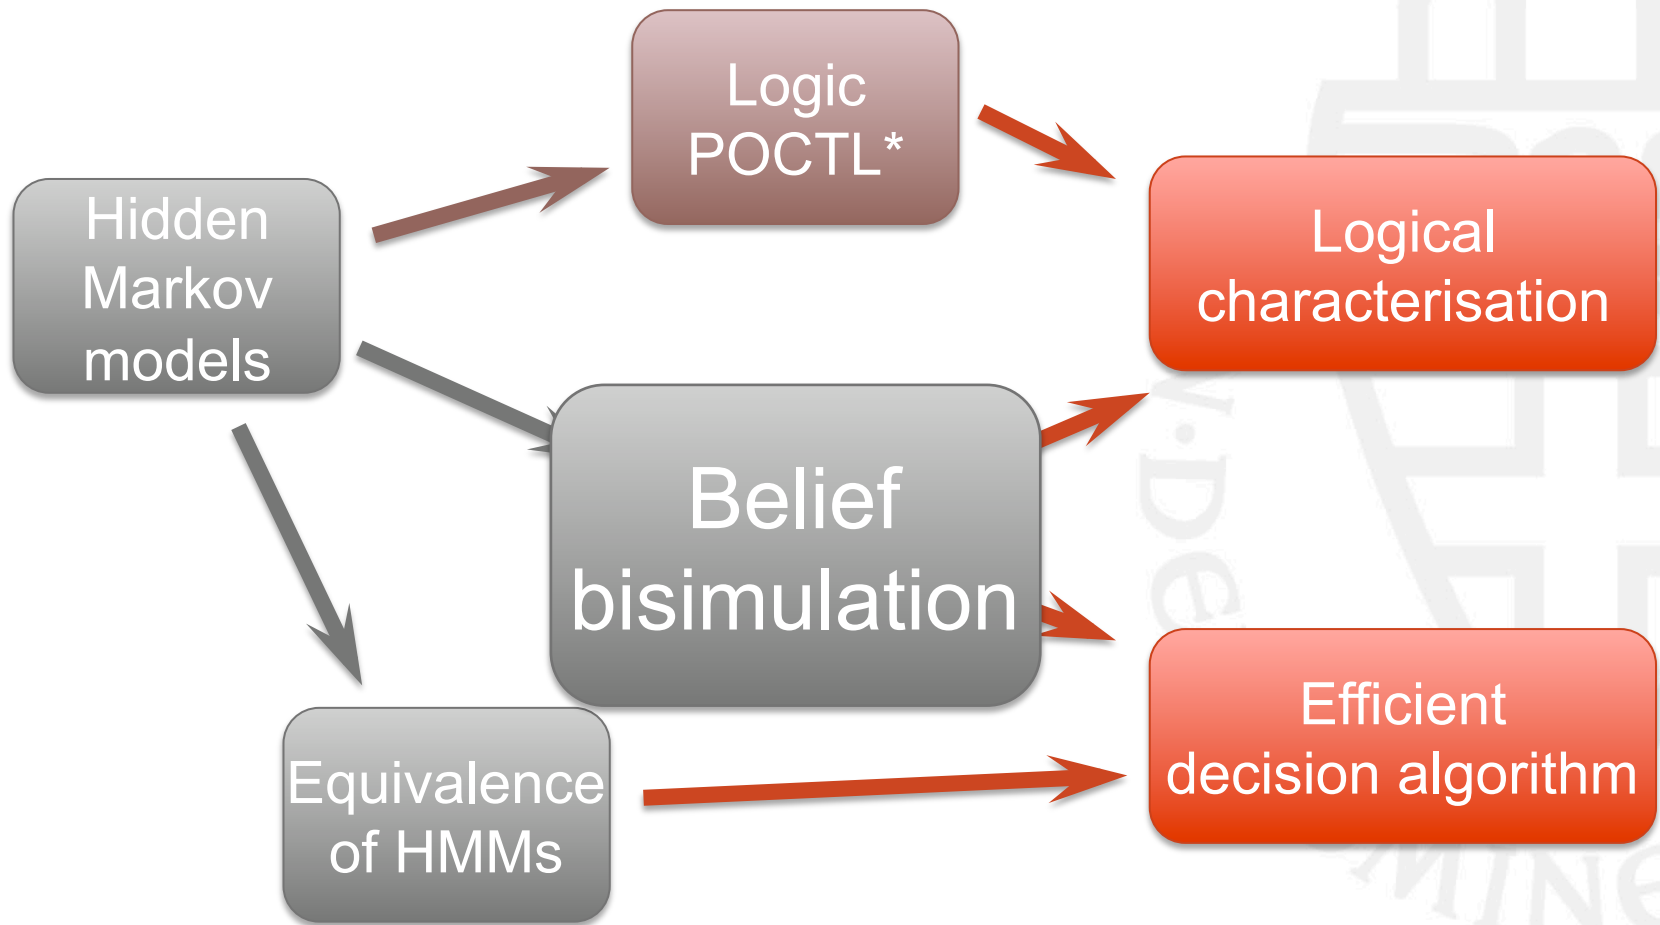 Logic
POCTL*
Hidden
Markov
models
Logical
characterisation
Belief
bisimulation
Efficient
decision algorithm
Equivalence
of HMMs